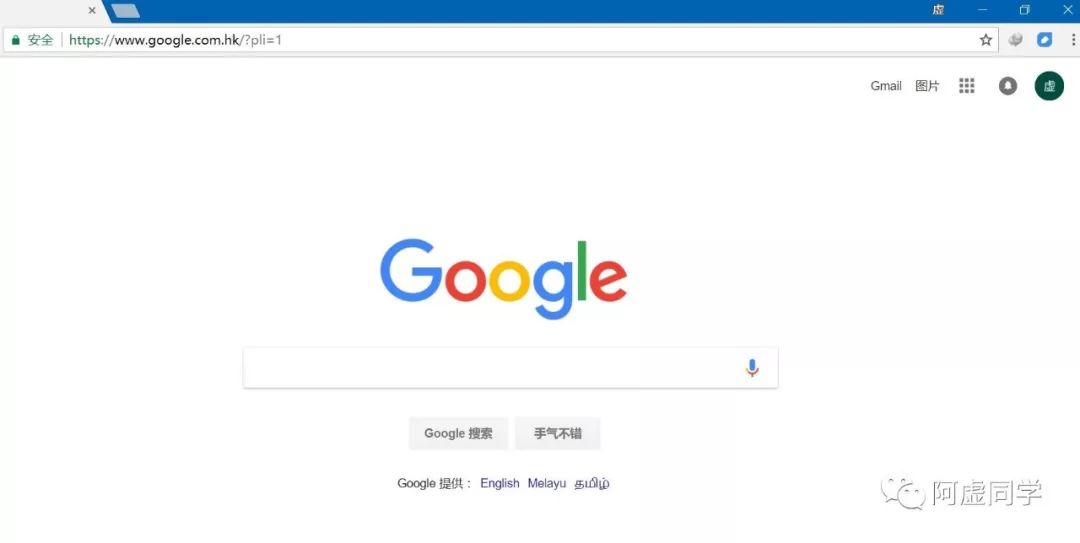 虚
安全 https://www.google.com.hk/?pli=1
Gmail 图片 虚
Google
Google 搜索 手气不错
Google 提供： English Melayu தமிழ்
阿虚同学